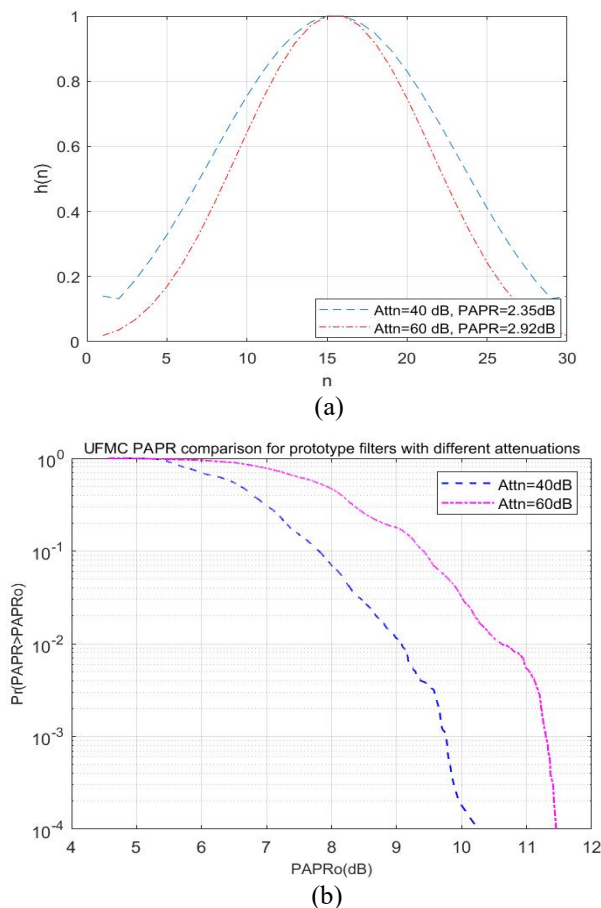 1
0.8
0.6
0.4
0.2
0
h(n)
0 5 10 15 20 25 30
n
Attn=40 dB, PAPR=2.35dB
Attn=60 dB, PAPR=2.92dB
(a)
UFMC PAPR comparison for prototype filters with different attenuations
10^0
10^-1
10^-2
10^-3
10^-4
Pr(PAPR>PAPRo)
Attn=40dB
Attn=60dB
4 5 6 7 8 9 10 11 12
PAPRo(dB)
(b)